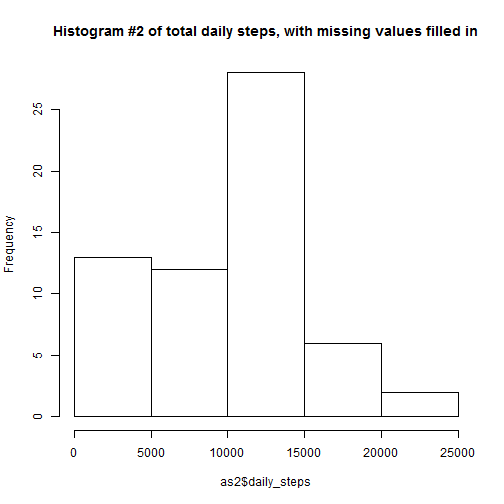 Histogram #2 of total daily steps, with missing values filled in
Frequency
25
20
15
10
5
0
0 5000 10000 15000 20000 25000
as2$daily_steps